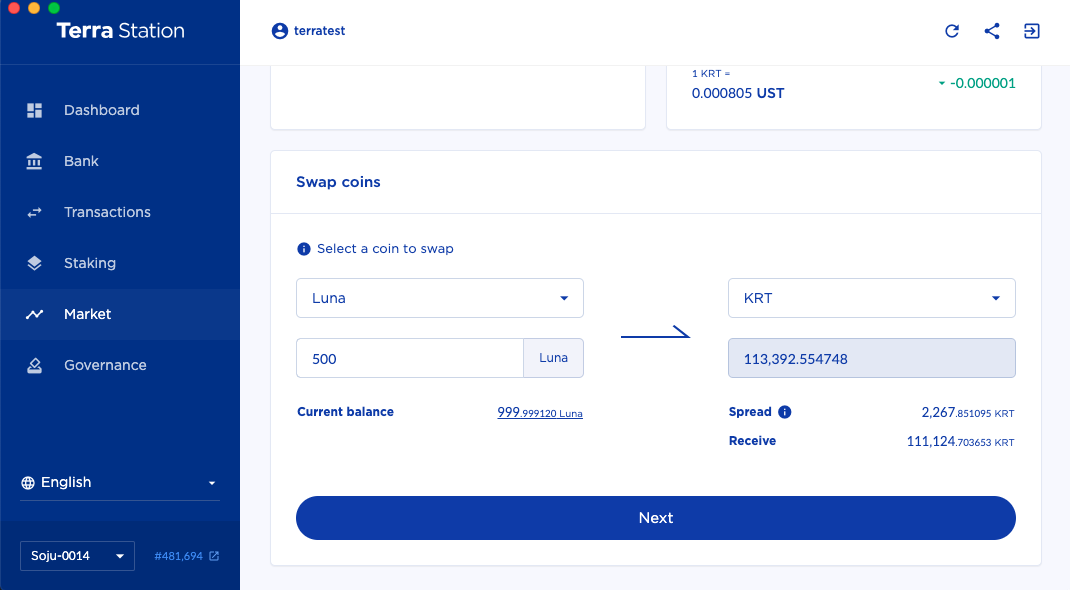 Terra Station
Dashboard
Bank
Transactions
Staking
Market
Governance
English
Soju-0014
#481,694
terratest
1 KRT =
0.000805 UST
-0.000001
Swap coins
Select a coin to swap
Luna
500 Luna
Current balance 999.999120 Luna
KRT
113,392.554748
Spread 2,267.851095 KRT
Receive 111,124.703653 KRT
Next